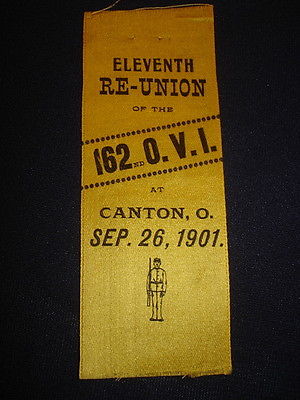 ELEVENTH
RE-UNION
OF THE
162ND O. V. I.
AT
CANTON, O.
SEP. 26, 1901.